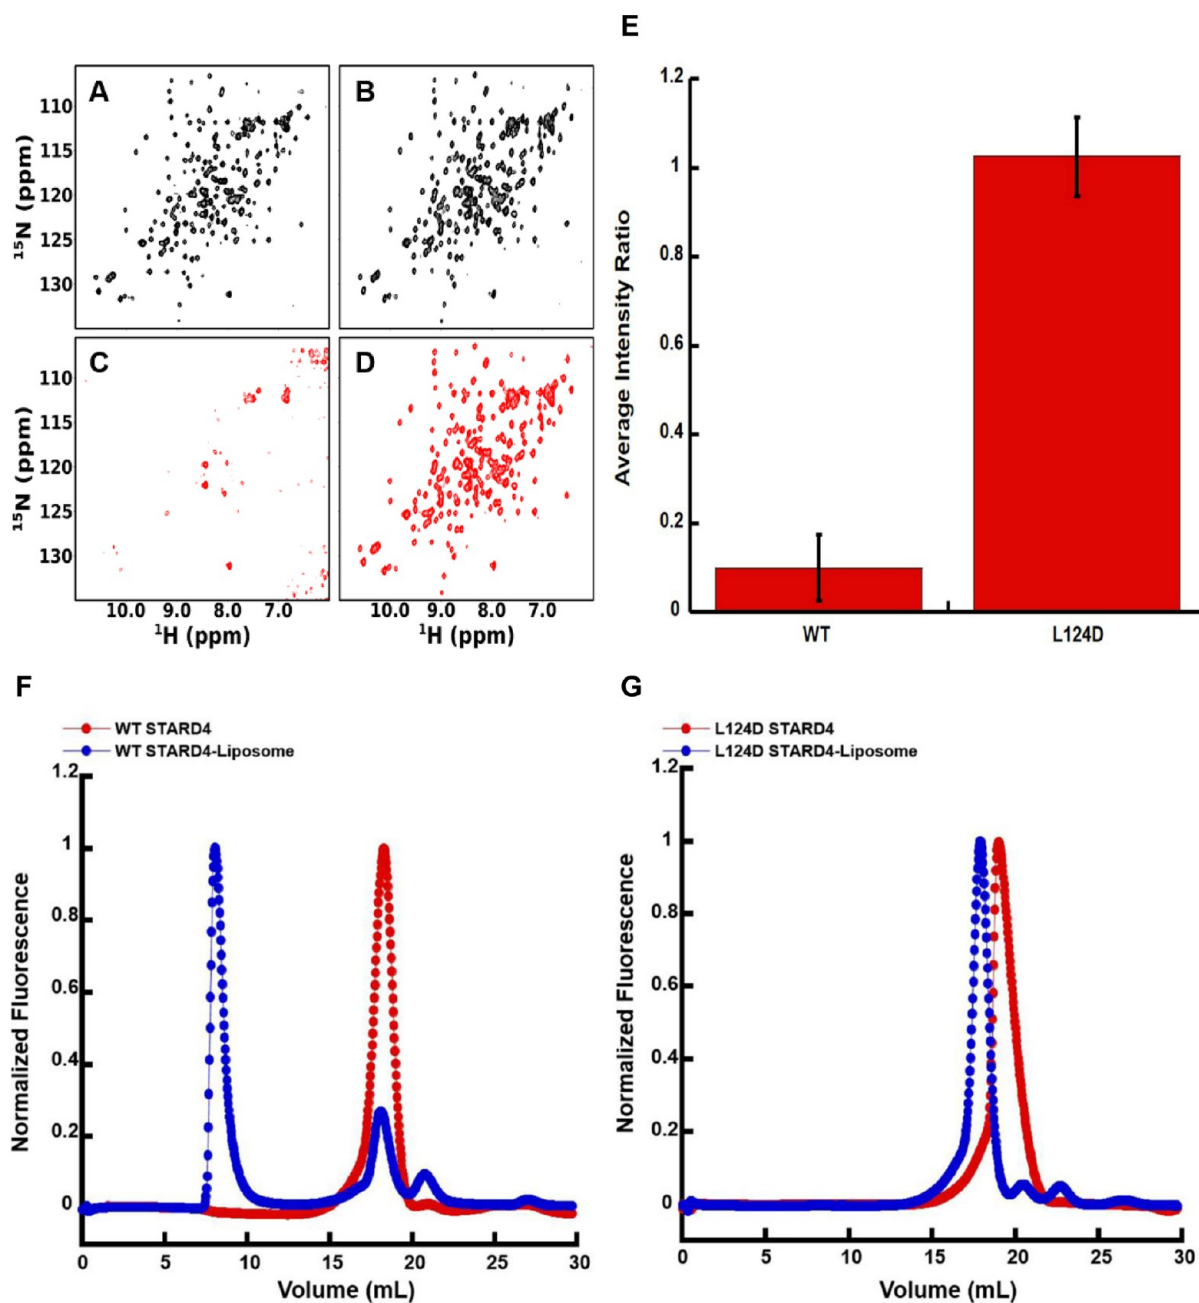 E
A
B
110
115
120
125
130
15N (ppm)
C
D
110
115
120
125
130
15N (ppm)
10.0 9.0 8.0 7.0
10.0 9.0 8.0 7.0
1H (ppm)
1H (ppm)
1.2
1
0.8
0.6
0.4
0.2
0
Average Intensity Ratio
WT
L124D
F
WT STARD4
WT STARD4-Liposome
1.2
1
0.8
0.6
0.4
0.2
0
Normalized Fluorescence
0 5 10 15 20 25 30
Volume (mL)
G
L124D STARD4
L124D STARD4-Liposome
1.2
1
0.8
0.6
0.4
0.2
0
Normalized Fluorescence
0 5 10 15 20 25 30
Volume (mL)